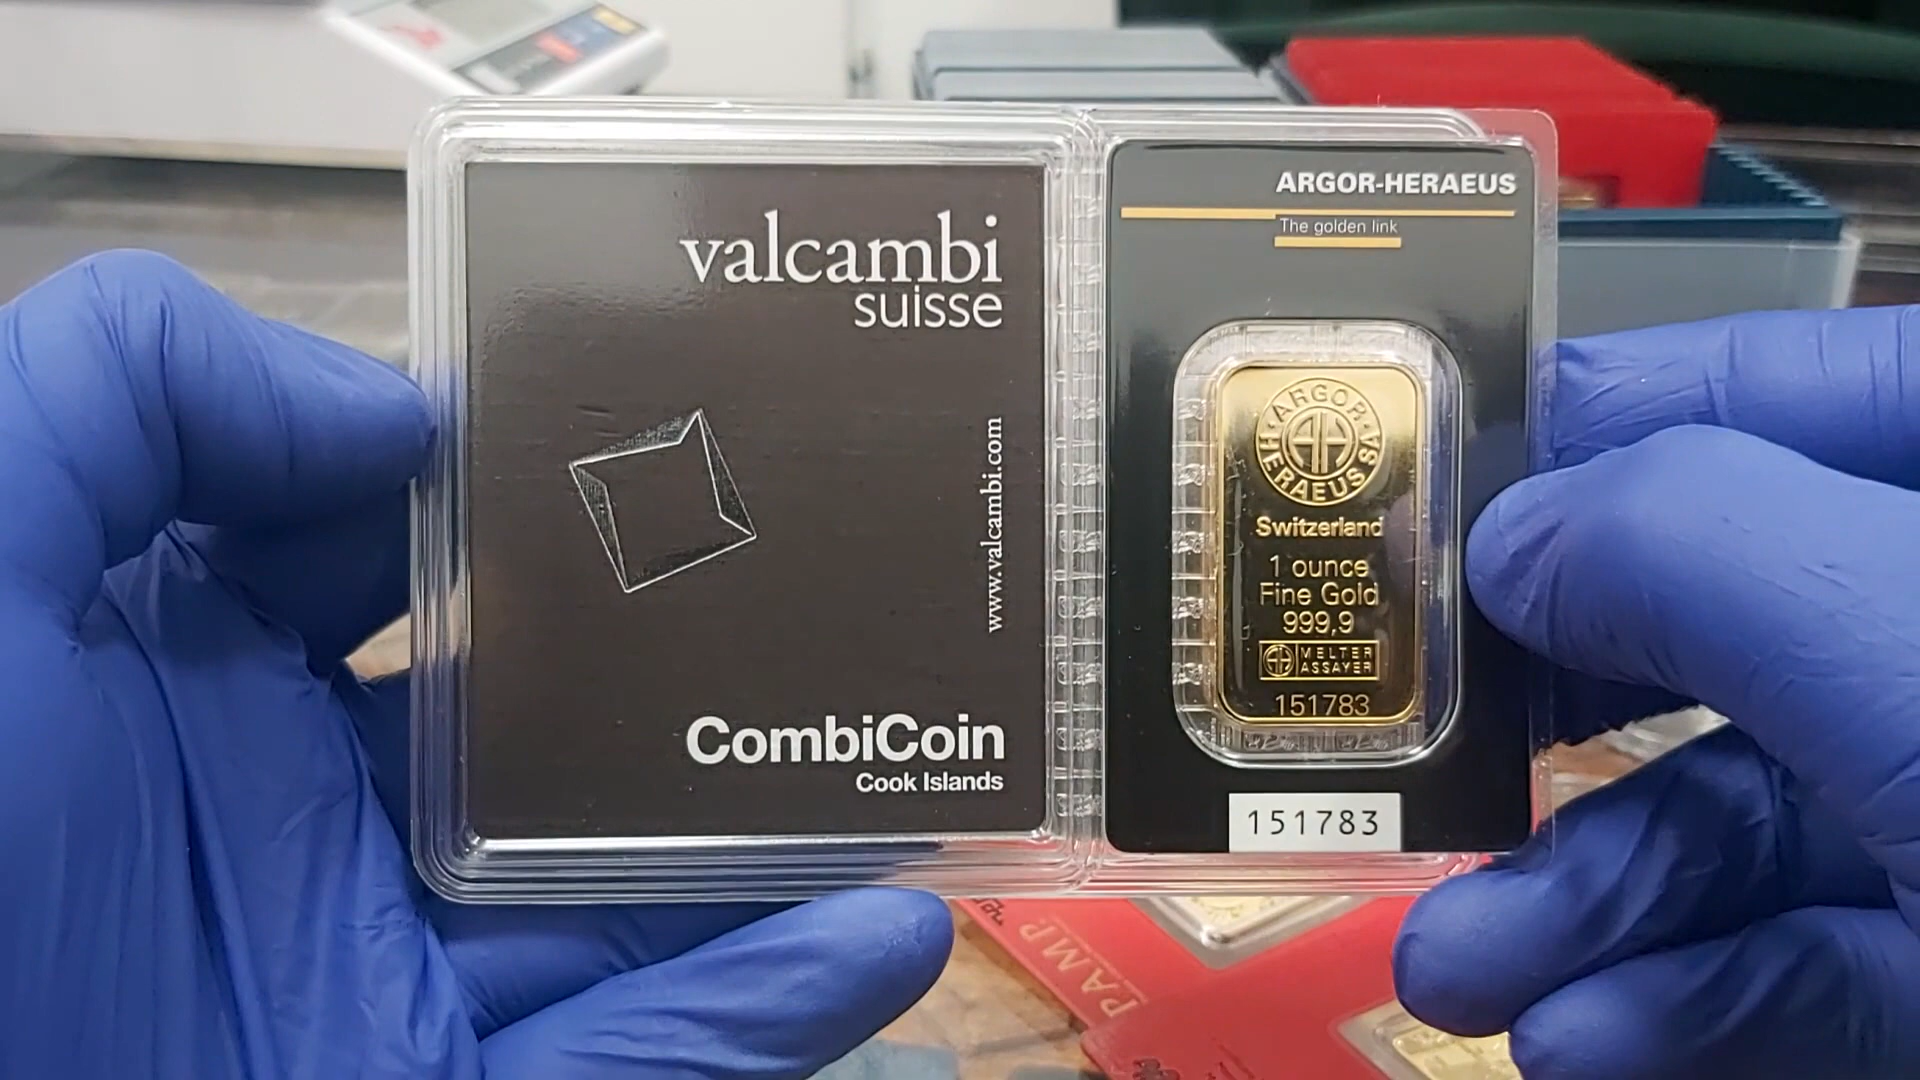 valcambi
suisse
www.valcambi.com
CombiCoin
Cook Islands
ARGOR-HERAEUS
The golden link
ARGOR HERAEUS SA
Switzerland
1 ounce
Fine Gold
999,9
MELTER
ASSAYER
151783
151783
PAMP